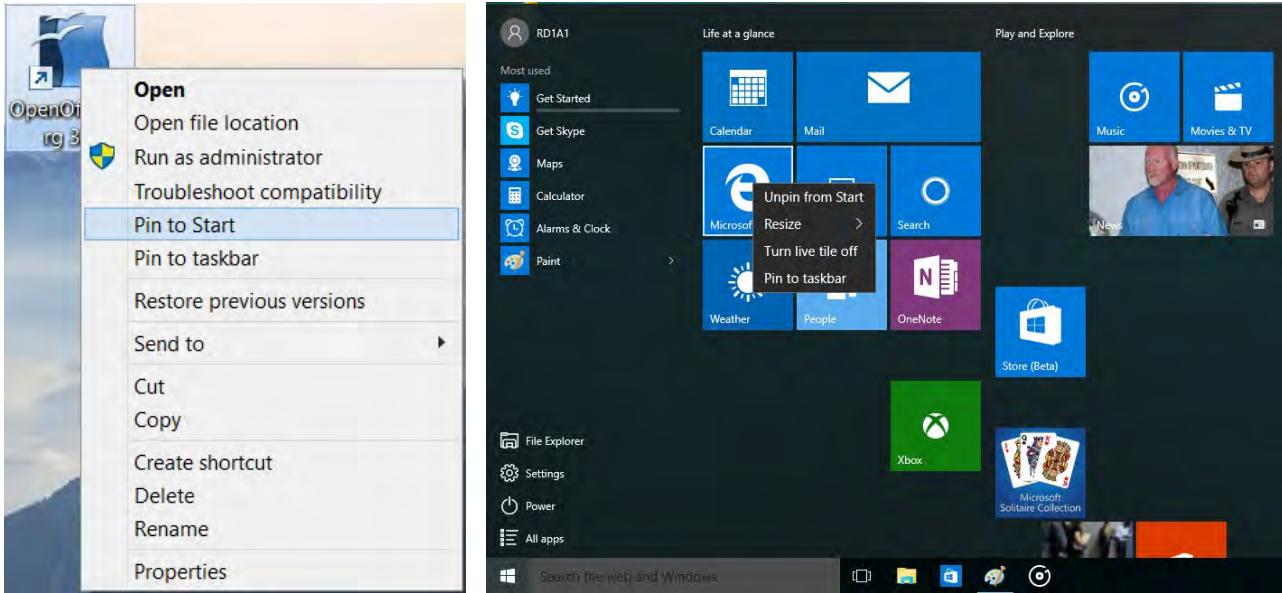 OpenOf
rg 3
Open
Open file location
Run as administrator
Troubleshoot compatibility
Pin to Start
Pin to taskbar
Restore previous versions
Send to
Cut
Copy
Create shortcut
Delete
Rename
Properties
RD1A1
Most used
Get Started
Get Skype
Maps
Calculator
Alarms & Clock
Paint
File Explorer
Settings
Power
All apps
Search the web and Windows
Life at a glance
Calendar
Mail
Microsof
Search
Unpin from Start
Resize
Turn live tile off
Pin to taskbar
Weather
People
OneNote
Xbox
Play and Explore
Music
Movies & TV
News
Store (Beta)
Microsoft
Solitaire Collection